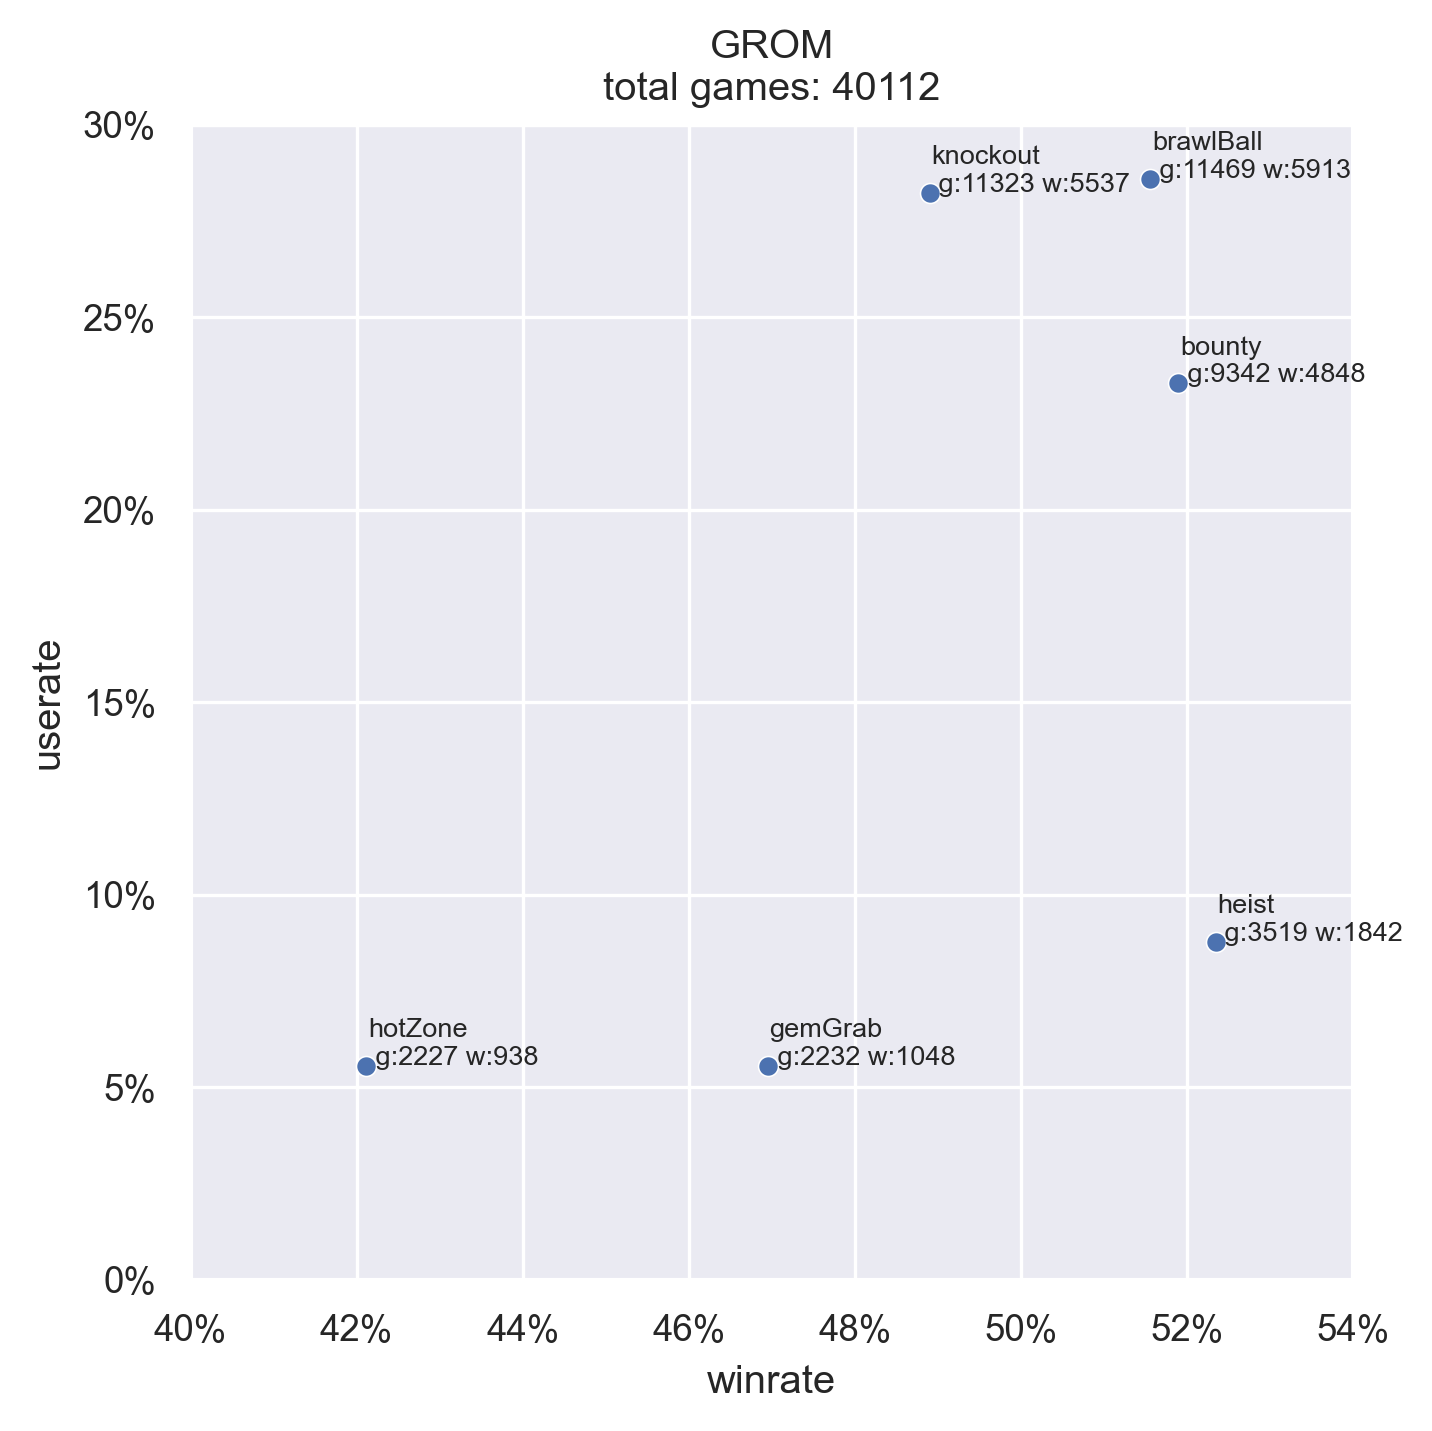 GROM
total games: 40112
30%
25%
20%
15%
10%
5%
0%
userate
knockout
g:11323 w:5537
brawlBall
g:11469 w:5913
bounty
g:9342 w:4848
heist
g:3519 w:1842
hotZone
g:2227 w:938
gemGrab
g:2232 w:1048
40% 42% 44% 46% 48% 50% 52% 54%
winrate